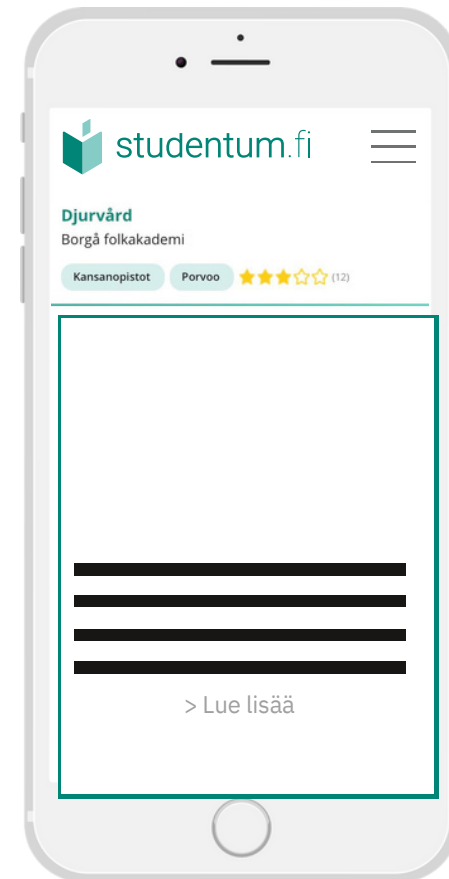 studentum.fi
Djurvård
Borgå folkakademi
Kansanopistot Porvoo (12)
> Lue lisää